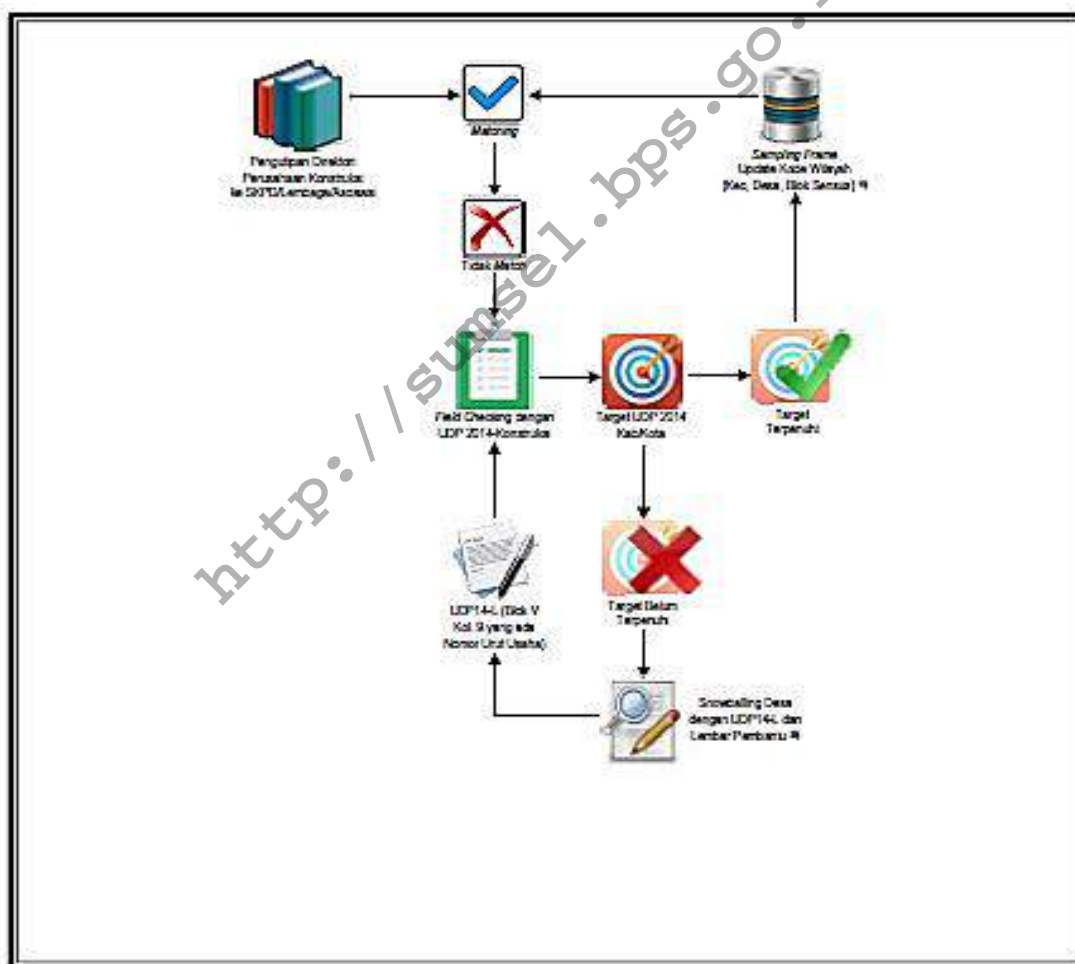 Pengutipan Direktori
Perusahaan Konstruksi
ke SKPD/Lembaga/Asosiasi
Matching
Sampling Frame
Update Kode Wilayah
(Kec, Desa, Blok Sensus) *)
Tidak Match
Field Checking dengan
UDP 2014-Konstruksi
Target UDP 2014
Kab/Kota
Target
Terpenuhi
UDP14-L (Blok V
Kol. 9 yang ada
Nomor Urut Usaha)
Target Belum
Terpenuhi
Snowballing Desa
dengan UDP14-L dan
Lembar Pembantu *)
http://sumsel.bps.go.